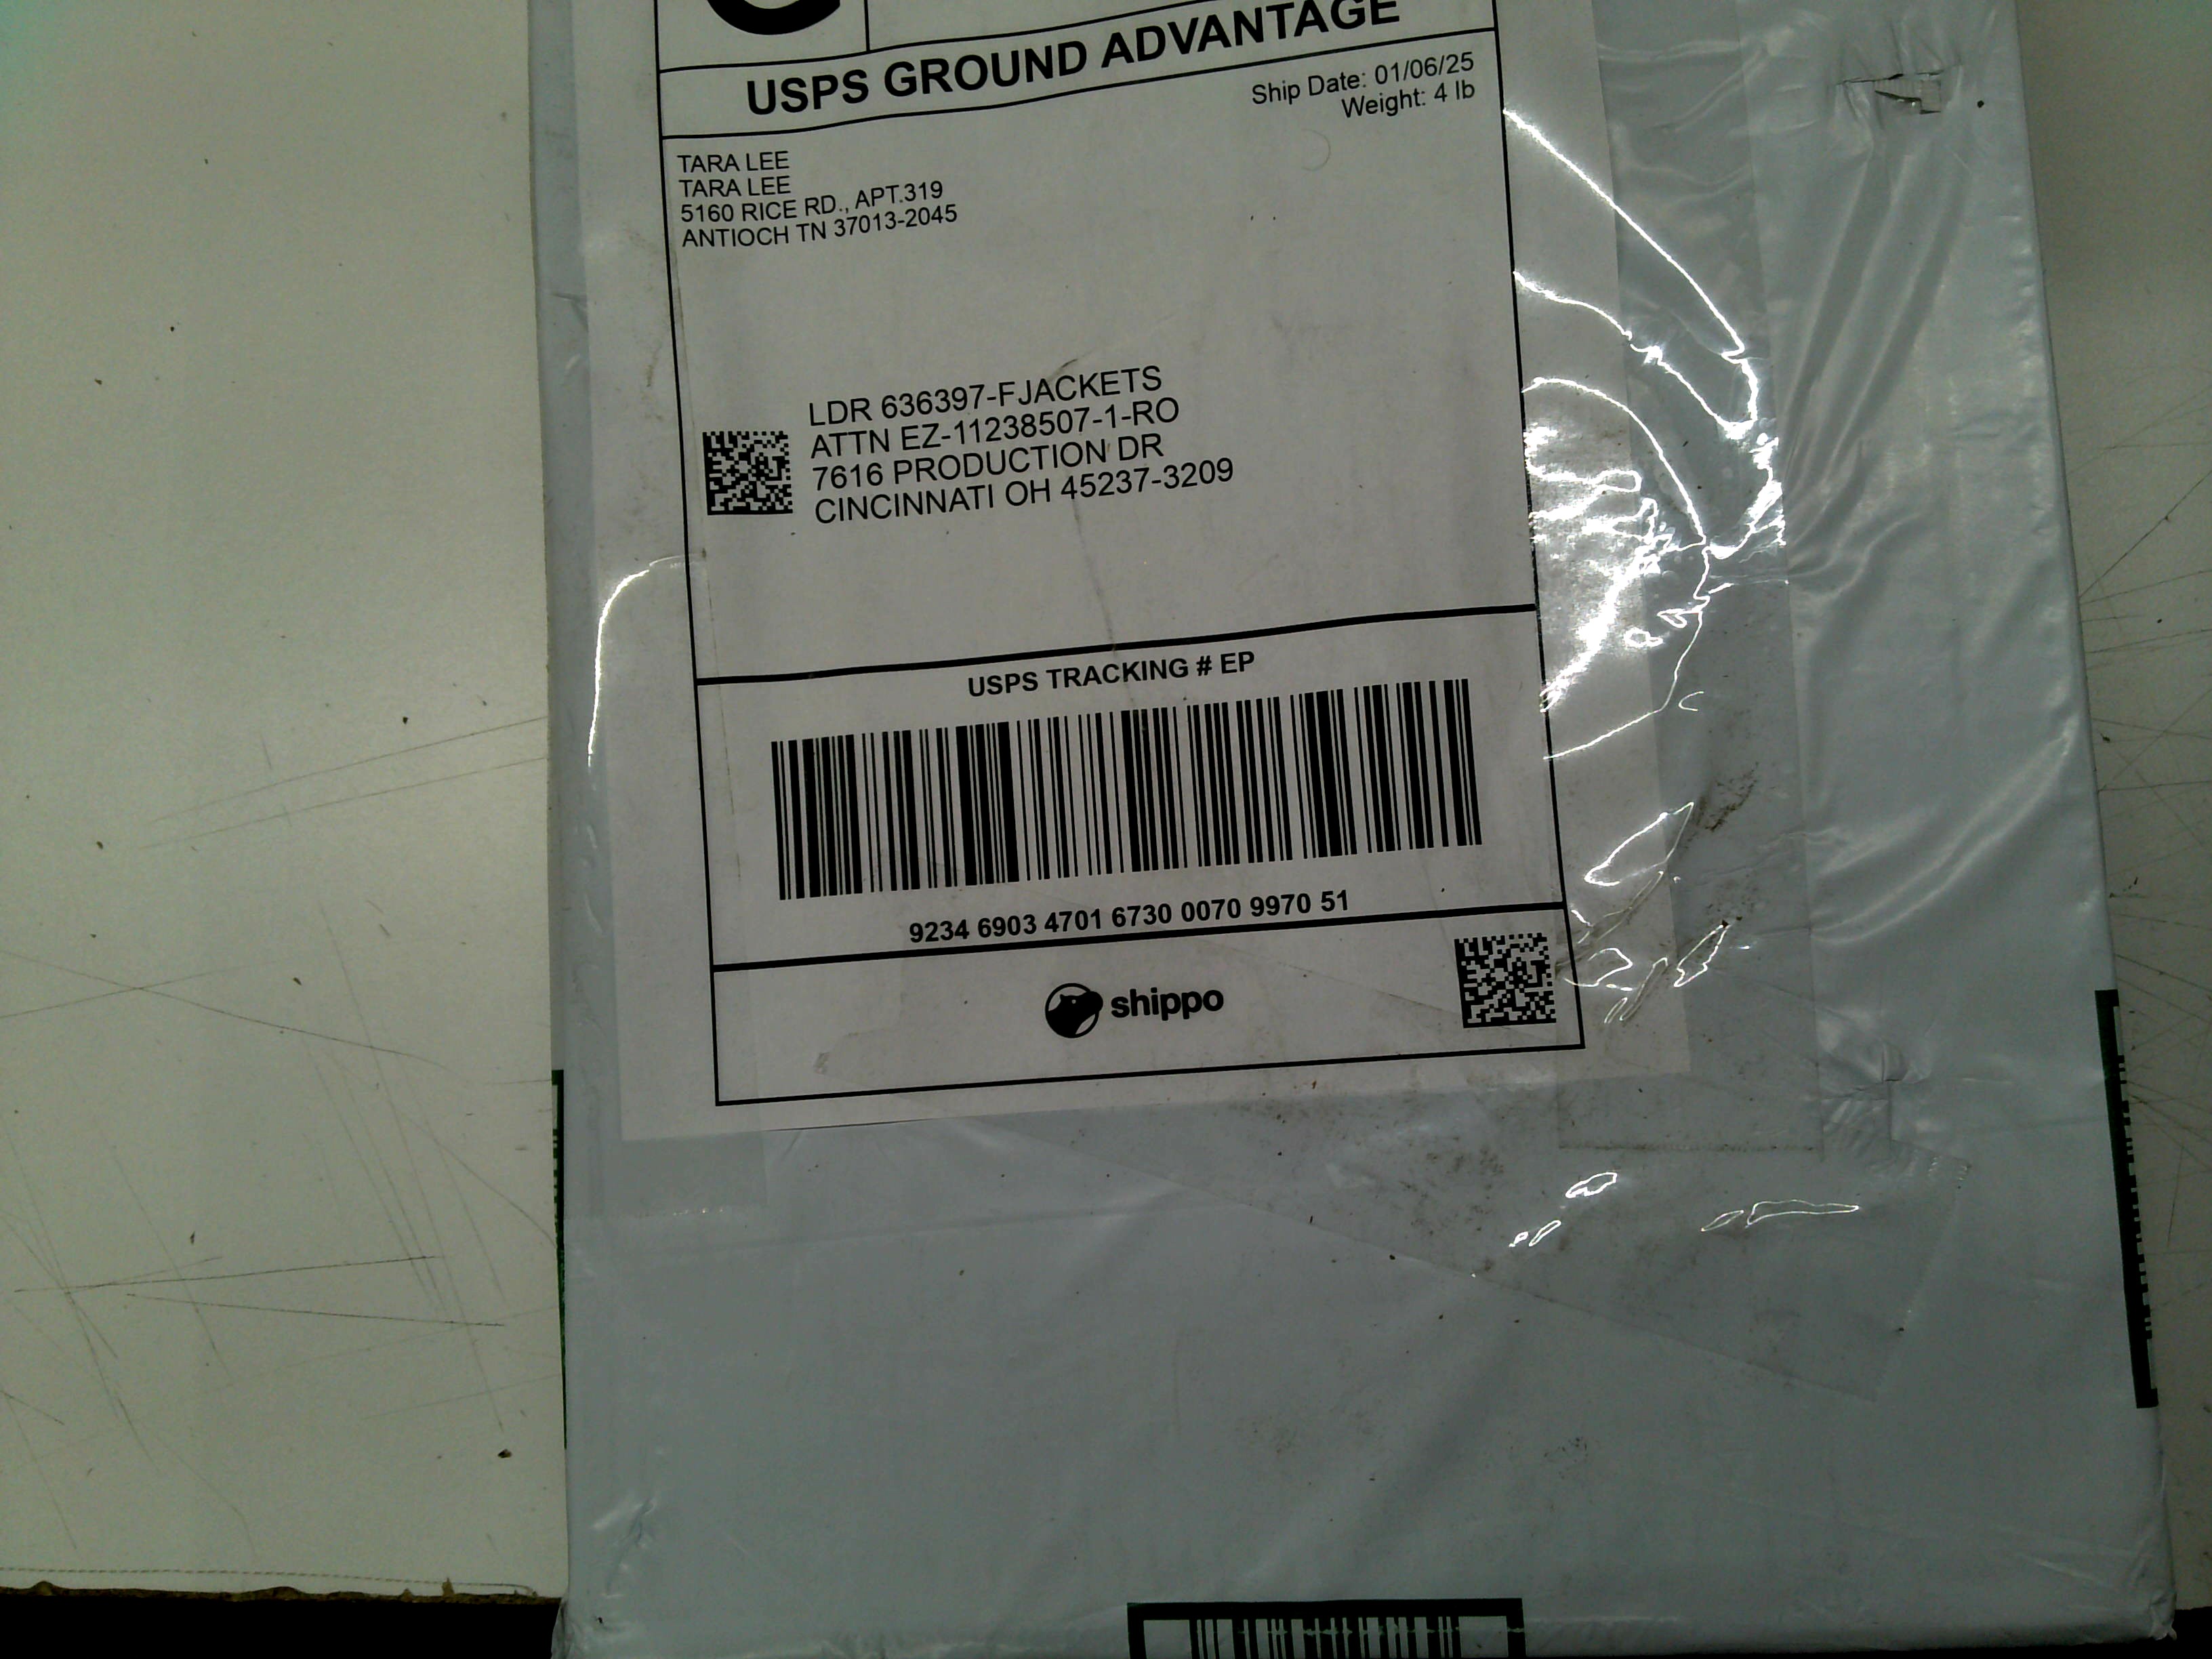 USPS GROUND ADVANTAGE
Ship Date: 01/06/25
Weight: 4 lb
TARA LEE
TARA LEE
5160 RICE RD., APT.319
ANTIOCH TN 37013-2045
LDR 636397-FJACKETS
ATTN EZ-11238507-1-RO
7616 PRODUCTION DR
CINCINNATI OH 45237-3209
USPS TRACKING # EP
9234 6903 4701 6730 0070 9970 51
shippo